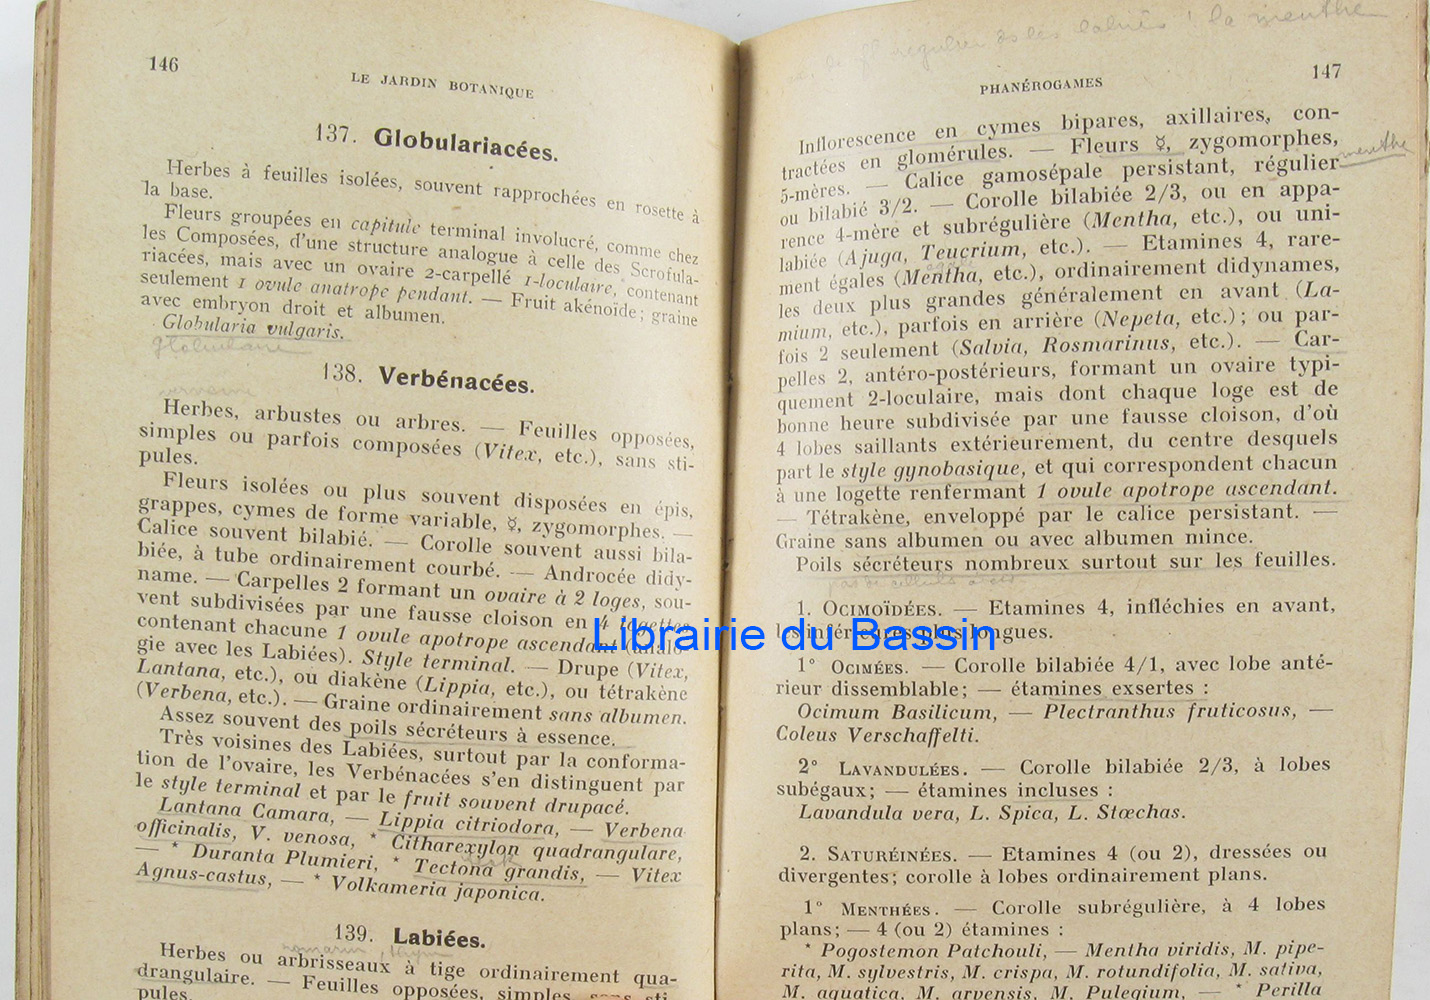 146
LE JARDIN BOTANIQUE
137. Globulariacées.
Herbes à feuilles isolées, souvent rapprochées en rosette à
la base.
Fleurs groupées en capitule terminal involucré, comme chez
les Composées, d'une structure analogue à celle des Scrofula-
riacées, mais avec un ovaire 2-carpellé 1-loculaire, contenant
seulement 1 ovule anatrope pendant. — Fruit akénoïde; graine
avec embryon droit et albumen.
Globularia vulgaris.
Globulaire
138. Verbénacées.
Herbes, arbustes ou arbres. — Feuilles opposées,
simples ou parfois composées (Vitex, etc.), sans sti-
pules.
Fleurs isolées ou plus souvent disposées en épis,
grappes, cymes de forme variable, ☿, zygomorphes. —
Calice souvent bilabié. — Corolle souvent aussi bila-
biée, à tube ordinairement courbé. — Androcée didy-
name. — Carpelles 2 formant un ovaire à 2 loges, sou-
vent subdivisées par une fausse cloison en 4 logettes
contenant chacune 1 ovule apotrope ascendant (analo-
gie avec les Labiées). Style terminal. — Drupe (Vitex,
Lantana, etc.), ou diakène (Lippia, etc.), ou tétrakène
(Verbena, etc.). — Graine ordinairement sans albumen.
Assez souvent des poils sécréteurs à essence.
Très voisines des Labiées, surtout par la conforma-
tion de l'ovaire, les Verbénacées s'en distinguent par
le style terminal et par le fruit souvent drupacé.
Lantana Camara, — Lippia citriodora, — Verbena
officinalis, V. venosa, * Citharexylon quadrangulare,
— * Duranta Plumieri, * Tectona grandis, — Vitex
Agnus-castus, — * Volkameria japonica.
139. Labiées.
Herbes ou arbrisseaux à tige ordinairement qua-
drangulaire. — Feuilles opposées, simples, sans sti-
pules.
la menthe
147
PHANÉROGAMES
Inflorescence en cymes bipares, axillaires, con-
tractées en glomérules. — Fleurs ☿, zygomorphes,
5-mères. — Calice gamosépale persistant, régulier
menthe
ou bilabié 3/2. — Corolle bilabiée 2/3, ou en appa-
rence 4-mère et subrégulière (Mentha, etc.), ou uni-
labiée (Ajuga, Teucrium, etc.). — Etamines 4, rare-
ment égales (Mentha, etc.), ordinairement didynames,
les deux plus grandes généralement en avant (La-
mium, etc.), parfois en arrière (Nepeta, etc.); ou par-
fois 2 seulement (Salvia, Rosmarinus, etc.). — Car-
pelles 2, antéro-postérieurs, formant un ovaire typi-
quement 2-loculaire, mais dont chaque loge est de
bonne heure subdivisée par une fausse cloison, d'où
4 lobes saillants extérieurement, du centre desquels
part le style gynobasique, et qui correspondent chacun
à une logette renfermant 1 ovule apotrope ascendant.
— Tétrakène, enveloppé par le calice persistant. —
Graine sans albumen ou avec albumen mince.
Poils sécréteurs nombreux surtout sur les feuilles.
1. OCIMOÏDÉES. — Etamines 4, infléchies en avant,
les inférieures plus longues.
Librairie du Bassin
1° OCIMÉES. — Corolle bilabiée 4/1, avec lobe anté-
rieur dissemblable; — étamines exsertes :
Ocimum Basilicum, — Plectranthus fruticosus, —
Coleus Verschaffelti.
2° LAVANDULÉES. — Corolle bilabiée 2/3, à lobes
subégaux; — étamines incluses :
Lavandula vera, L. Spica, L. Stœchas.
2. SATURÉINÉES. — Etamines 4 (ou 2), dressées ou
divergentes; corolle à lobes ordinairement plans.
1° MENTHÉES. — Corolle subrégulière, à 4 lobes
plans; — 4 (ou 2) étamines :
* Pogostemon Patchouli, — Mentha viridis, M. pipe-
rita, M. sylvestris, M. crispa, M. rotundifolia, M. sativa,
M. aquatica, M. arvensis, M. Pulegium, — * Perilla